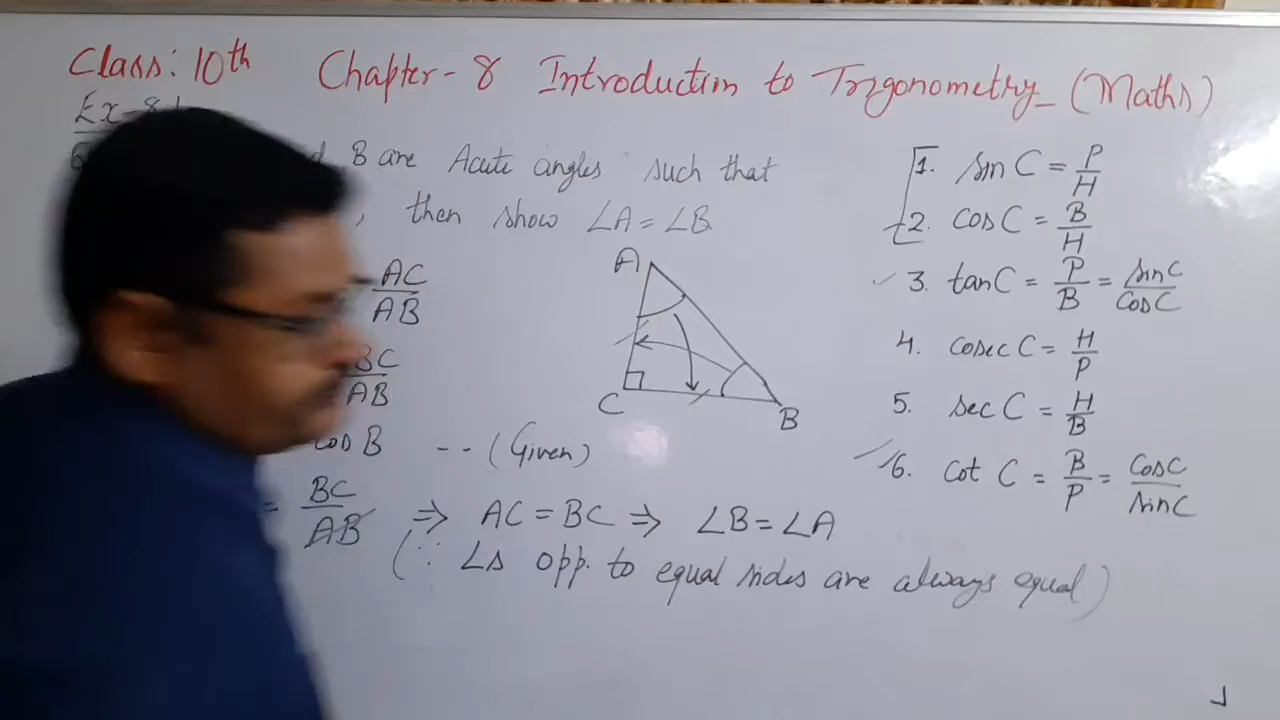 Class: 10th Chapter-8 Introduction to Trigonometry (Maths)
Ex-8.1
B are Acute angles such that
, then show ∠A = ∠B
AC
AB
BC
AB
cos B -- (Given)
= BC/AB ⇒ AC = BC ⇒ ∠B = ∠A
(∵ ∠s opp. to equal sides are always equal)
A
C
B
1. sin C = P/H
2. cos C = B/H
3. tan C = P/B = sin C/cos C
4. cosec C = H/P
5. sec C = H/B
6. cot C = B/P = cos C/sin C